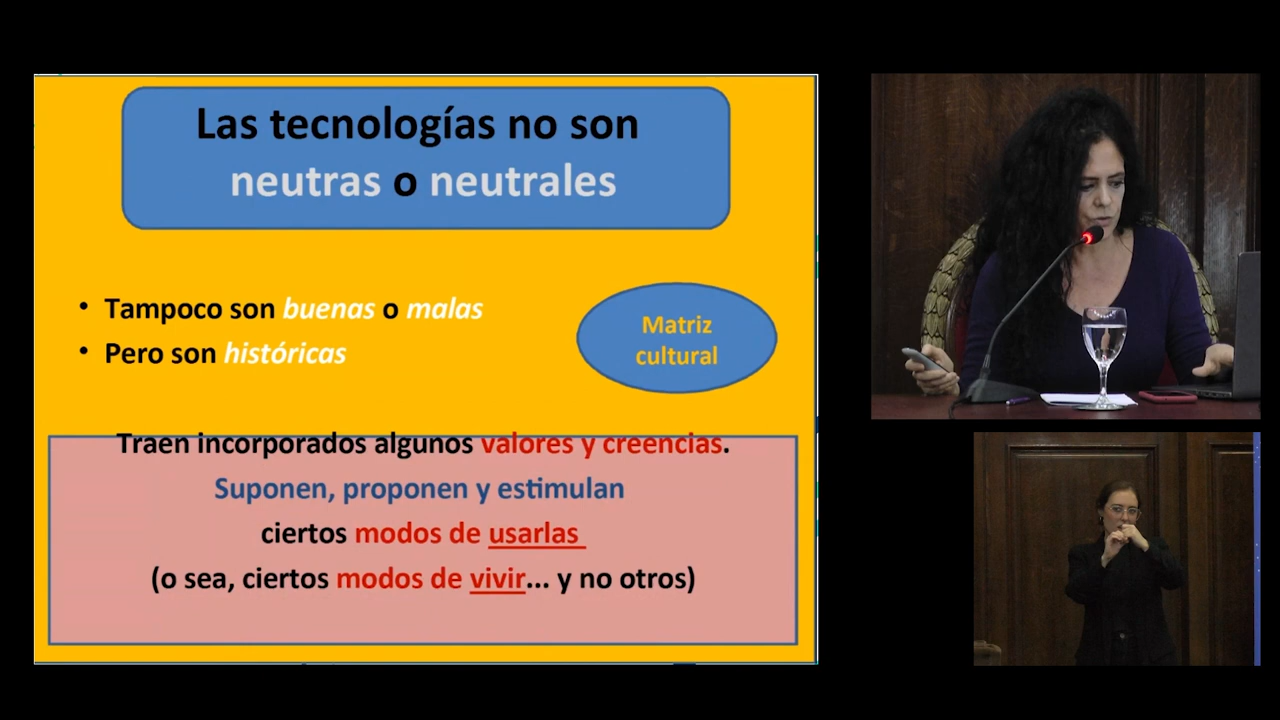 Las tecnologías no son
neutras o neutrales
• Tampoco son buenas o malas
• Pero son históricas
Matriz
cultural
Traen incorporados algunos valores y creencias.
Suponen, proponen y estimulan
ciertos modos de usarlas
(o sea, ciertos modos de vivir... y no otros)